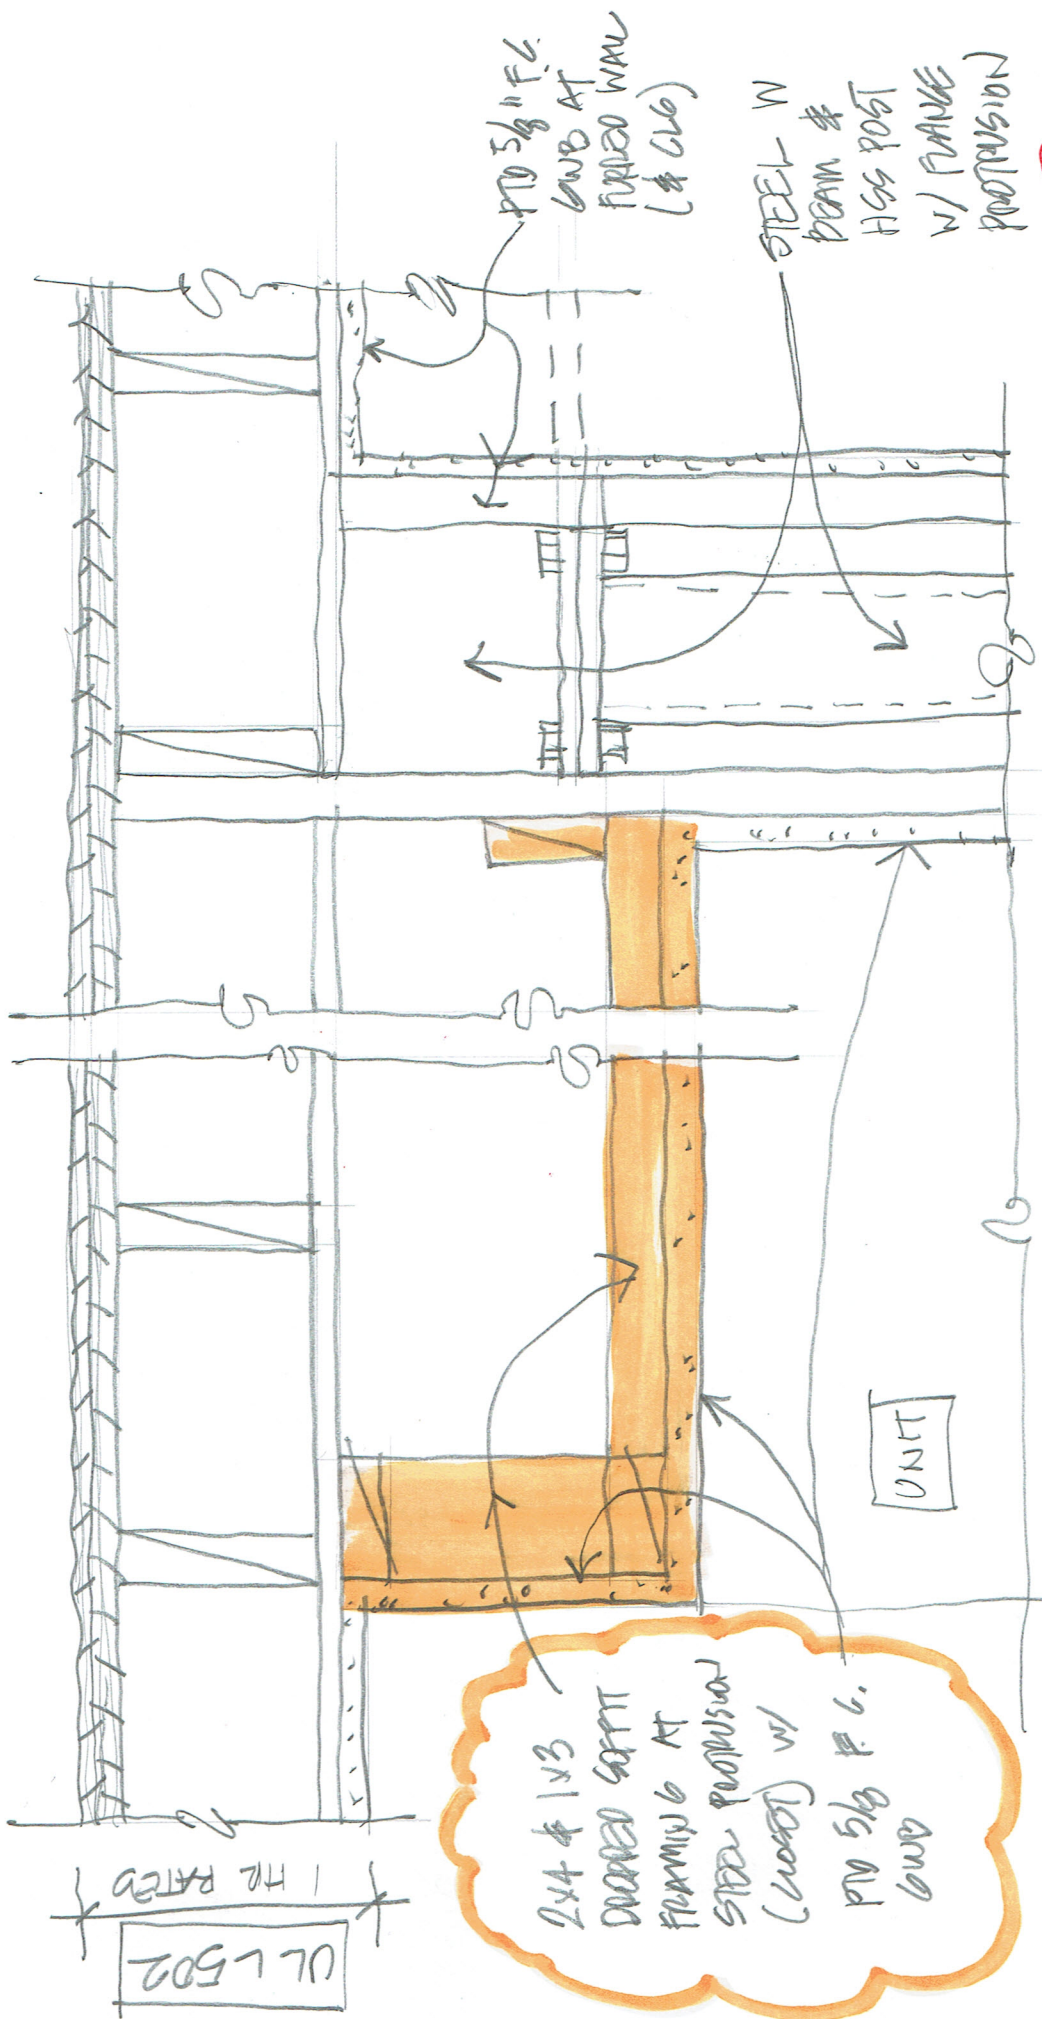 PTD 5/8" F.C.
GWB AT
FURRED WALL
(& CLG)
STEEL W
BEAM &
HSS POST
W/ FLANGE
PROTRUSION
UNIT
2x4 & 1x3
DROPPED SOFFIT
FRAMING AT
STEEL PROTRUSION
(CLOSET) W/
PTD 5/8 F.C.
GWB
1 HR RATED
UL L502